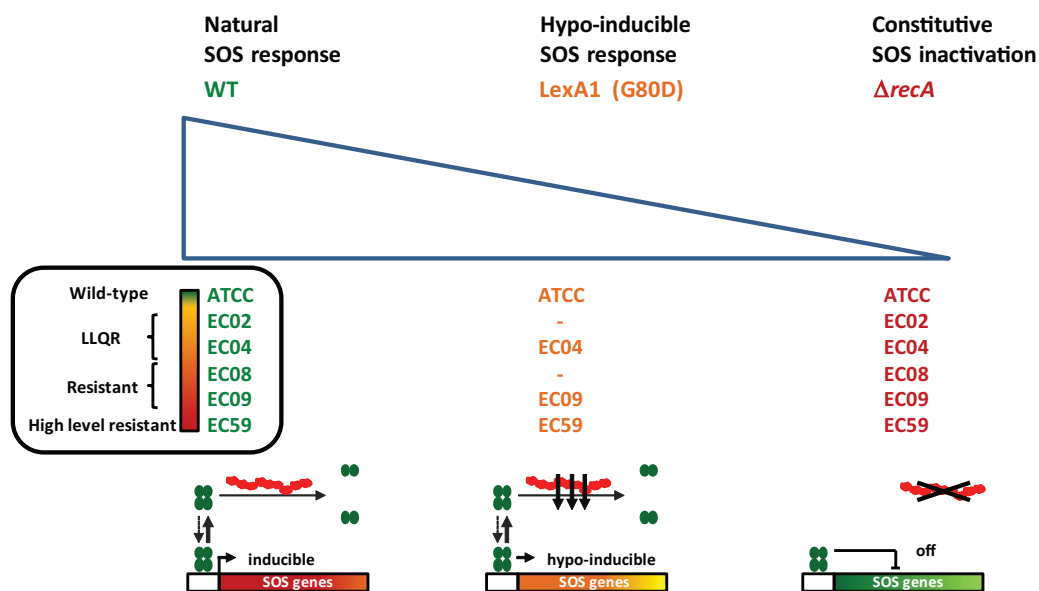 Natural
SOS response
WT
Hypo-inducible
SOS response
LexA1 (G80D)
Constitutive
SOS inactivation
ΔrecA
Wild-type
LLQR
Resistant
High level resistant
ATCC
EC02
EC04
EC08
EC09
EC59
ATCC
-
EC04
-
EC09
EC59
ATCC
EC02
EC04
EC08
EC09
EC59
inducible
SOS genes
hypo-inducible
SOS genes
off
SOS genes